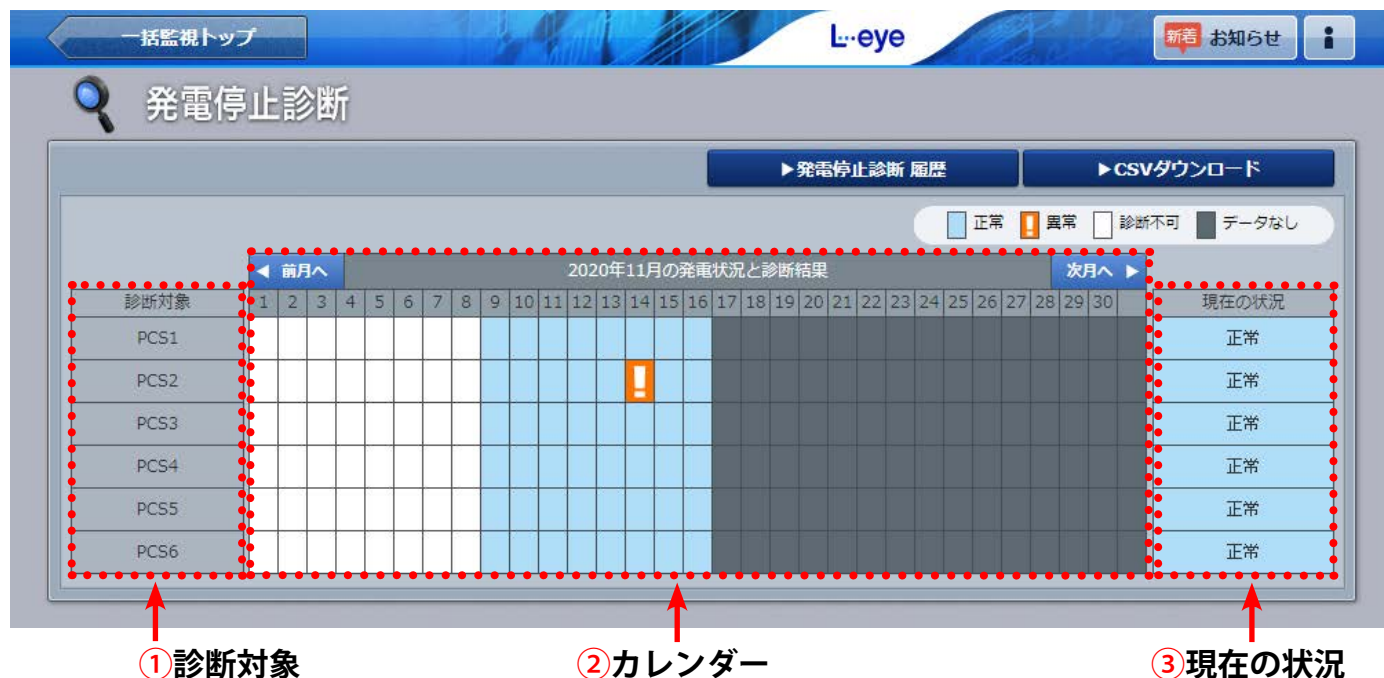 一括監視トップ
L・eye
新着 お知らせ
発電停止診断
▶発電停止診断 履歴
▶CSVダウンロード
正常 異常 診断不可 データなし
◀ 前月へ 2020年11月の発電状況と診断結果 次月へ ▶
診断対象 1 2 3 4 5 6 7 8 9 10 11 12 13 14 15 16 17 18 19 20 21 22 23 24 25 26 27 28 29 30 現在の状況
PCS1 正常
PCS2 正常
PCS3 正常
PCS4 正常
PCS5 正常
PCS6 正常
①診断対象 ②カレンダー ③現在の状況